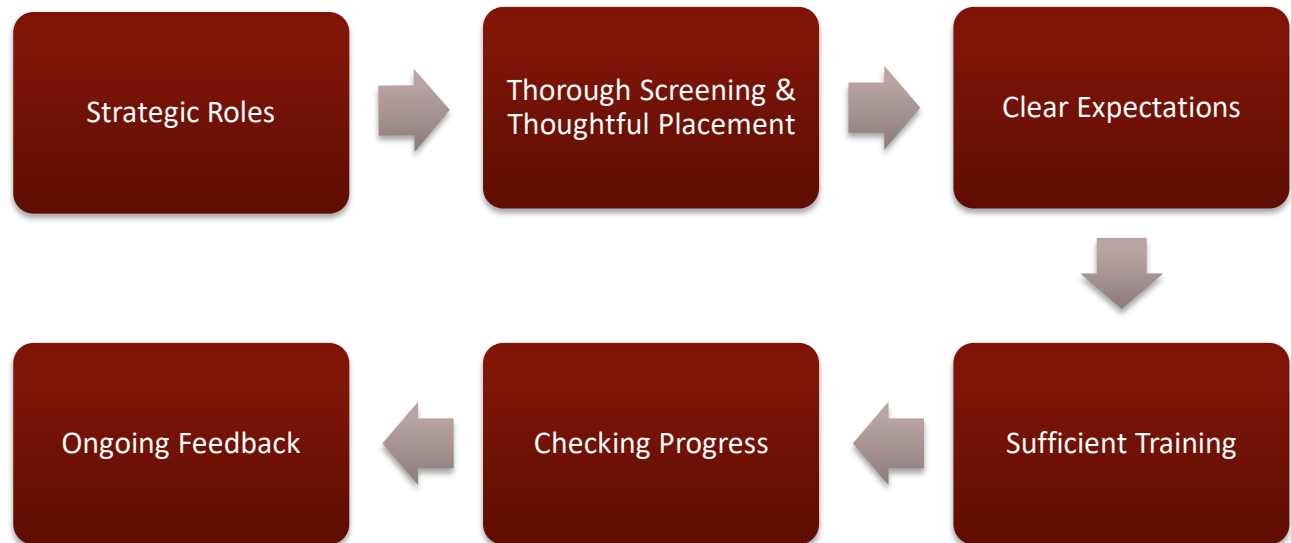 Strategic Roles
Thorough Screening &
Thoughtful Placement
Clear Expectations
Sufficient Training
Checking Progress
Ongoing Feedback